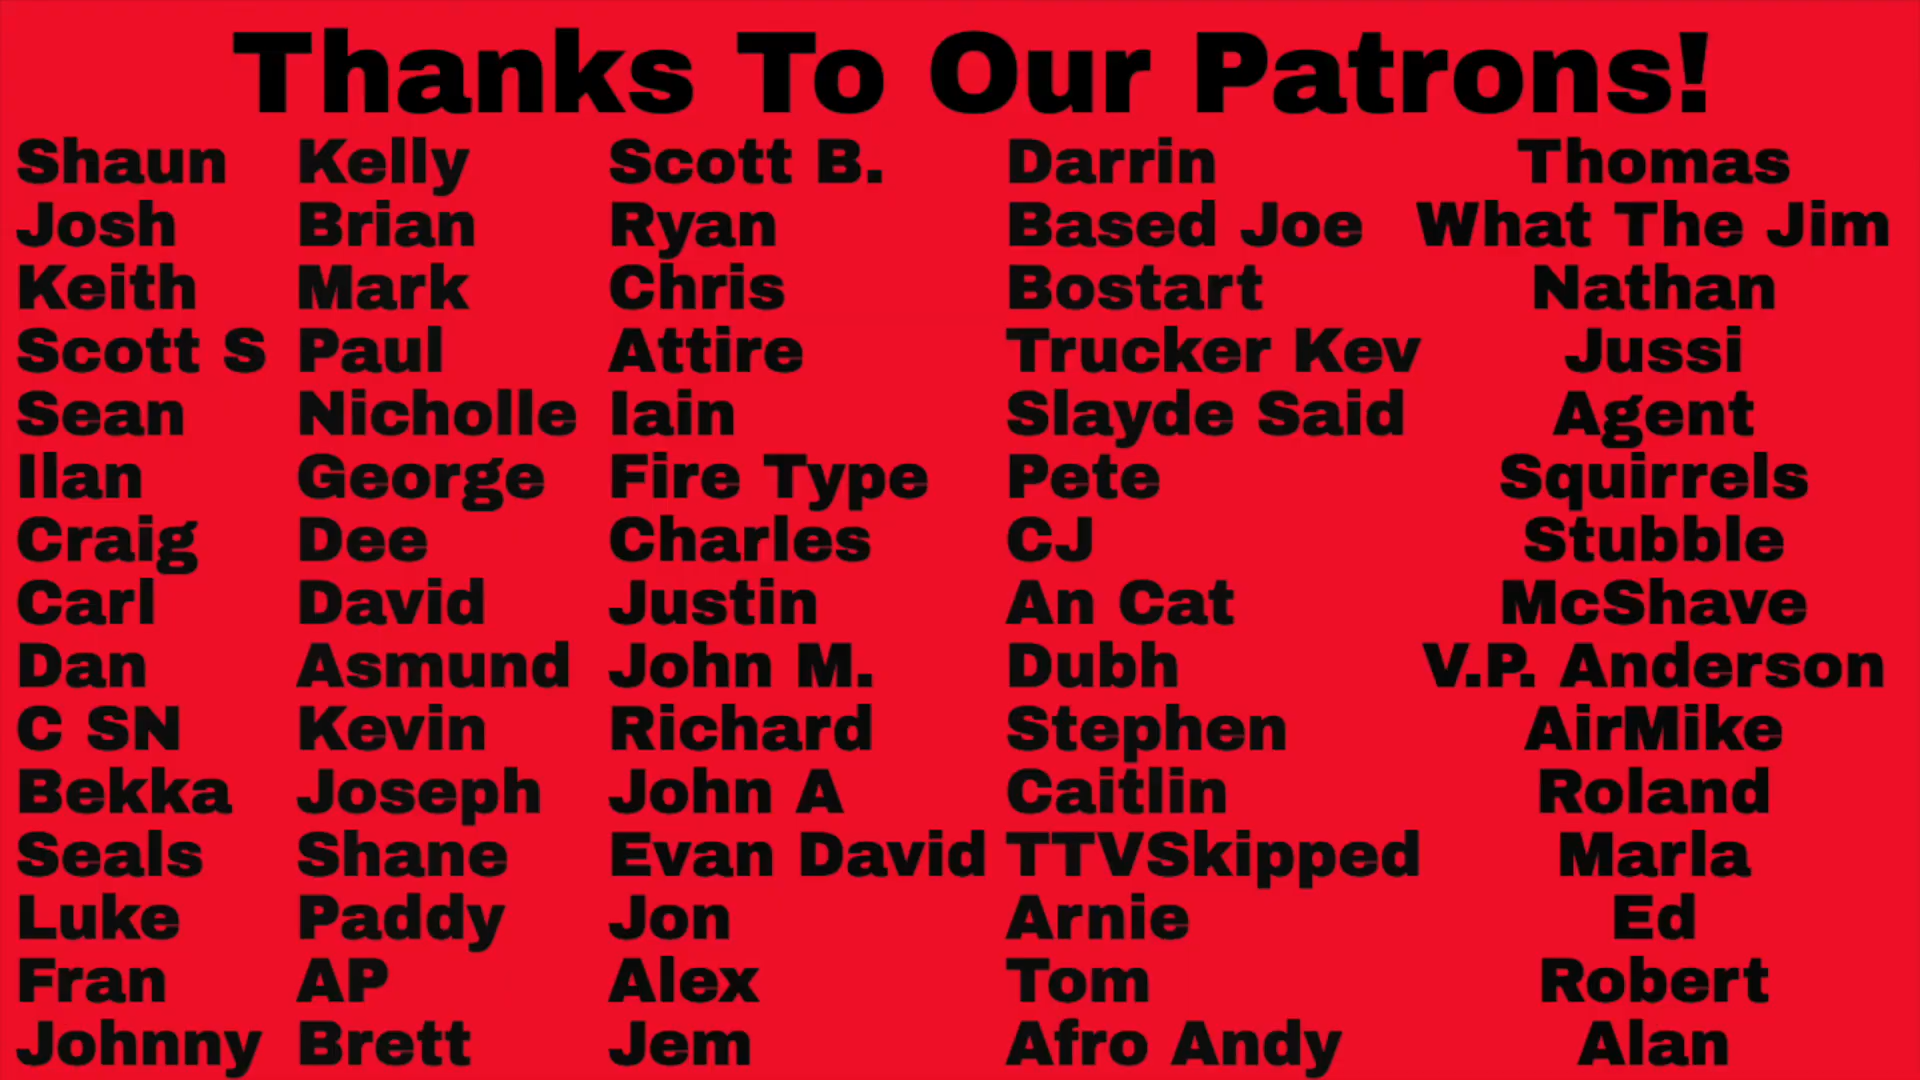 Thanks To Our Patrons!
Shaun
Josh
Keith
Scott S
Sean
Ilan
Craig
Carl
Dan
C SN
Bekka
Seals
Luke
Fran
Johnny
Kelly
Brian
Mark
Paul
Nicholle
George
Dee
David
Asmund
Kevin
Joseph
Shane
Paddy
AP
Brett
Scott B.
Ryan
Chris
Attire
Iain
Fire Type
Charles
Justin
John M.
Richard
John A
Evan David
Jon
Alex
Jem
Darrin
Based Joe
Bostart
Trucker Kev
Slayde Said
Pete
CJ
An Cat
Dubh
Stephen
Caitlin
TTVSkipped
Arnie
Tom
Afro Andy
Thomas
What The Jim
Nathan
Jussi
Agent
Squirrels
Stubble
McShave
V.P. Anderson
AirMike
Roland
Marla
Ed
Robert
Alan